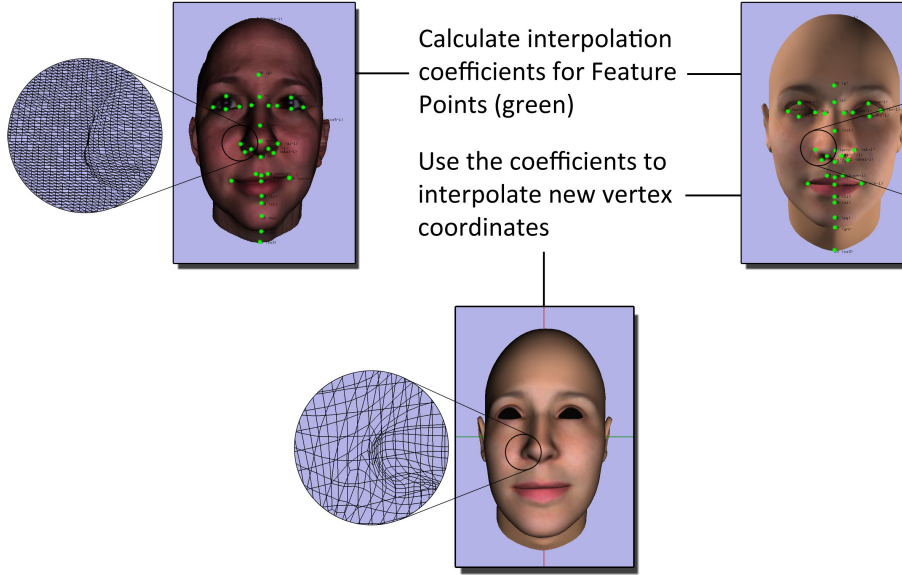 Calculate interpolation
coefficients for Feature
Points (green)
Use the coefficients to
interpolate new vertex
coordinates